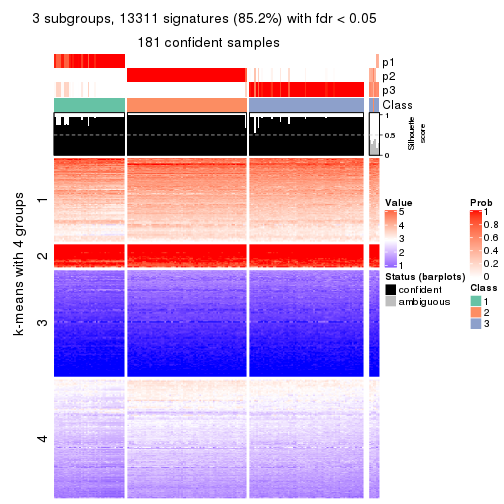 3 subgroups, 13311 signatures (85.2%) with fdr < 0.05
181 confident samples
p1
p2
p3
Class
1
0.5
0
Silhouette
score
k-means with 4 groups
1
2
3
4
Value
5
4
3
2
1
Status (barplots)
confident
ambiguous
Prob
1
0.8
0.6
0.4
0.2
0
Class
1
2
3